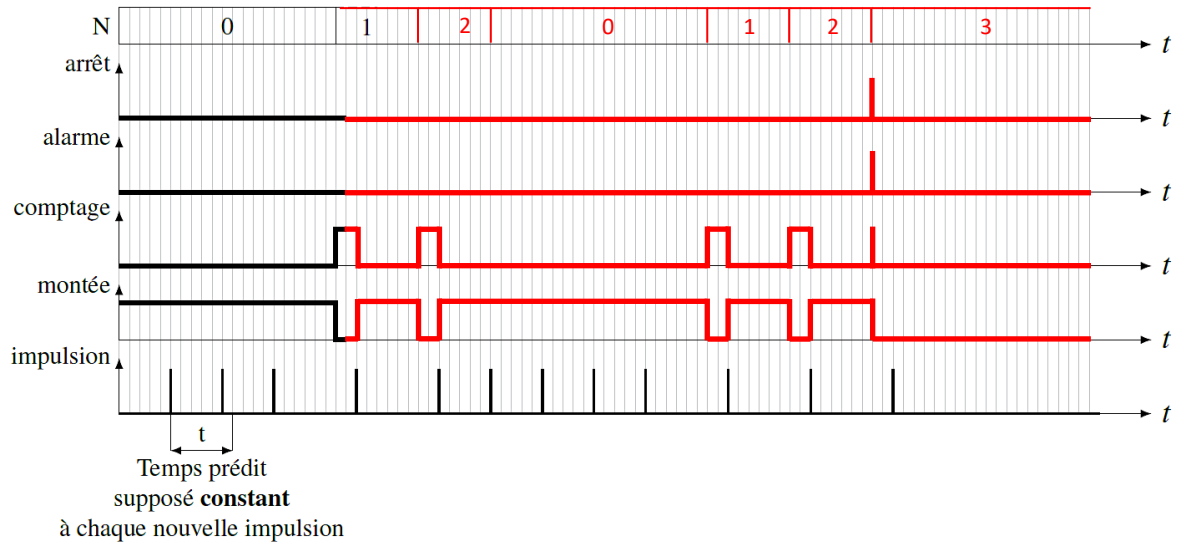 N 0 1 2 0 1 2 3 t
arrêt
t
alarme
t
comptage
t
montée
t
impulsion
t
t
Temps prédit
supposé constant
à chaque nouvelle impulsion